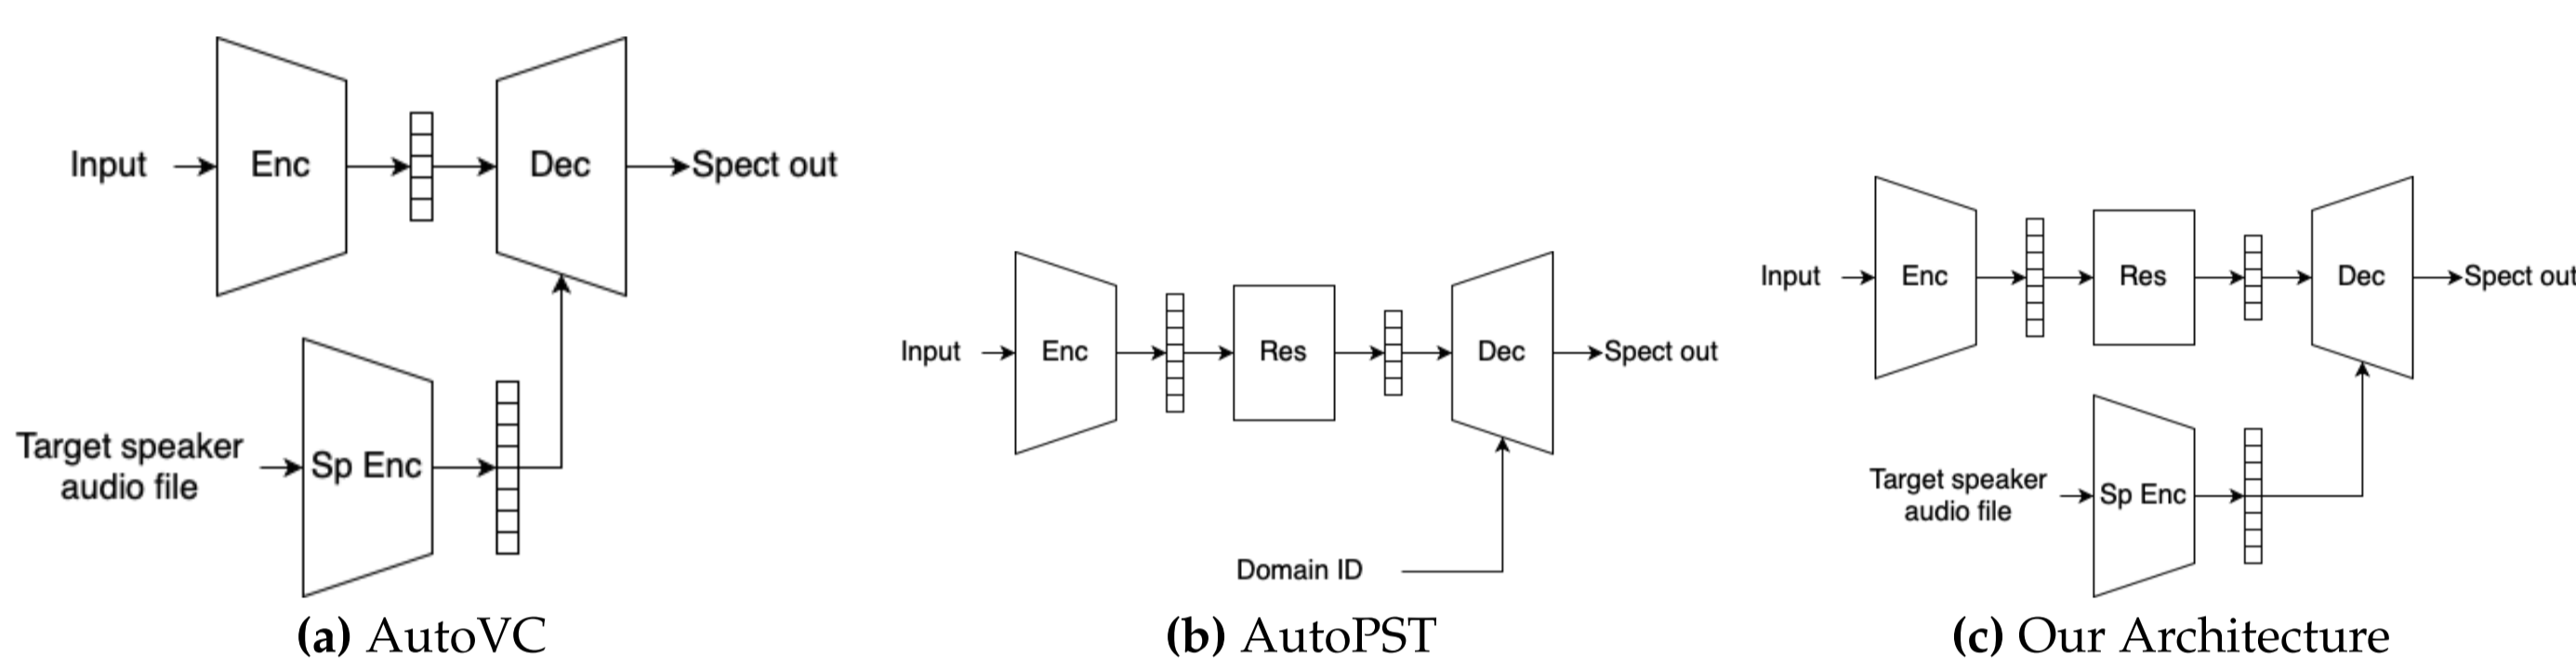 Input
Enc
Dec
Spect out
Target speaker
audio file
Sp Enc
(a) AutoVC
Input
Enc
Res
Dec
Spect out
Domain ID
(b) AutoPST
Input
Enc
Res
Dec
Spect out
Target speaker
audio file
Sp Enc
(c) Our Architecture